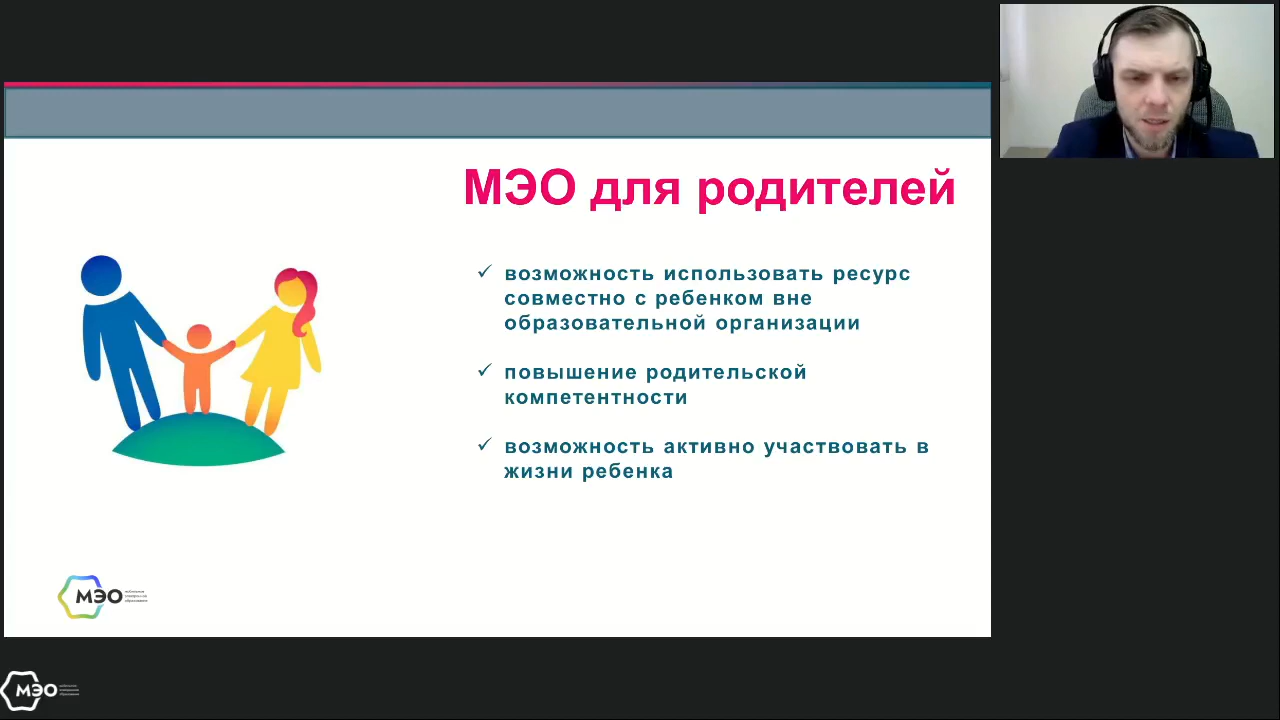 МЭО для родителей
✓ возможность использовать ресурс
совместно с ребенком вне
образовательной организации
✓ повышение родительской
компетентности
✓ возможность активно участвовать в
жизни ребенка
МЭО
МЭО